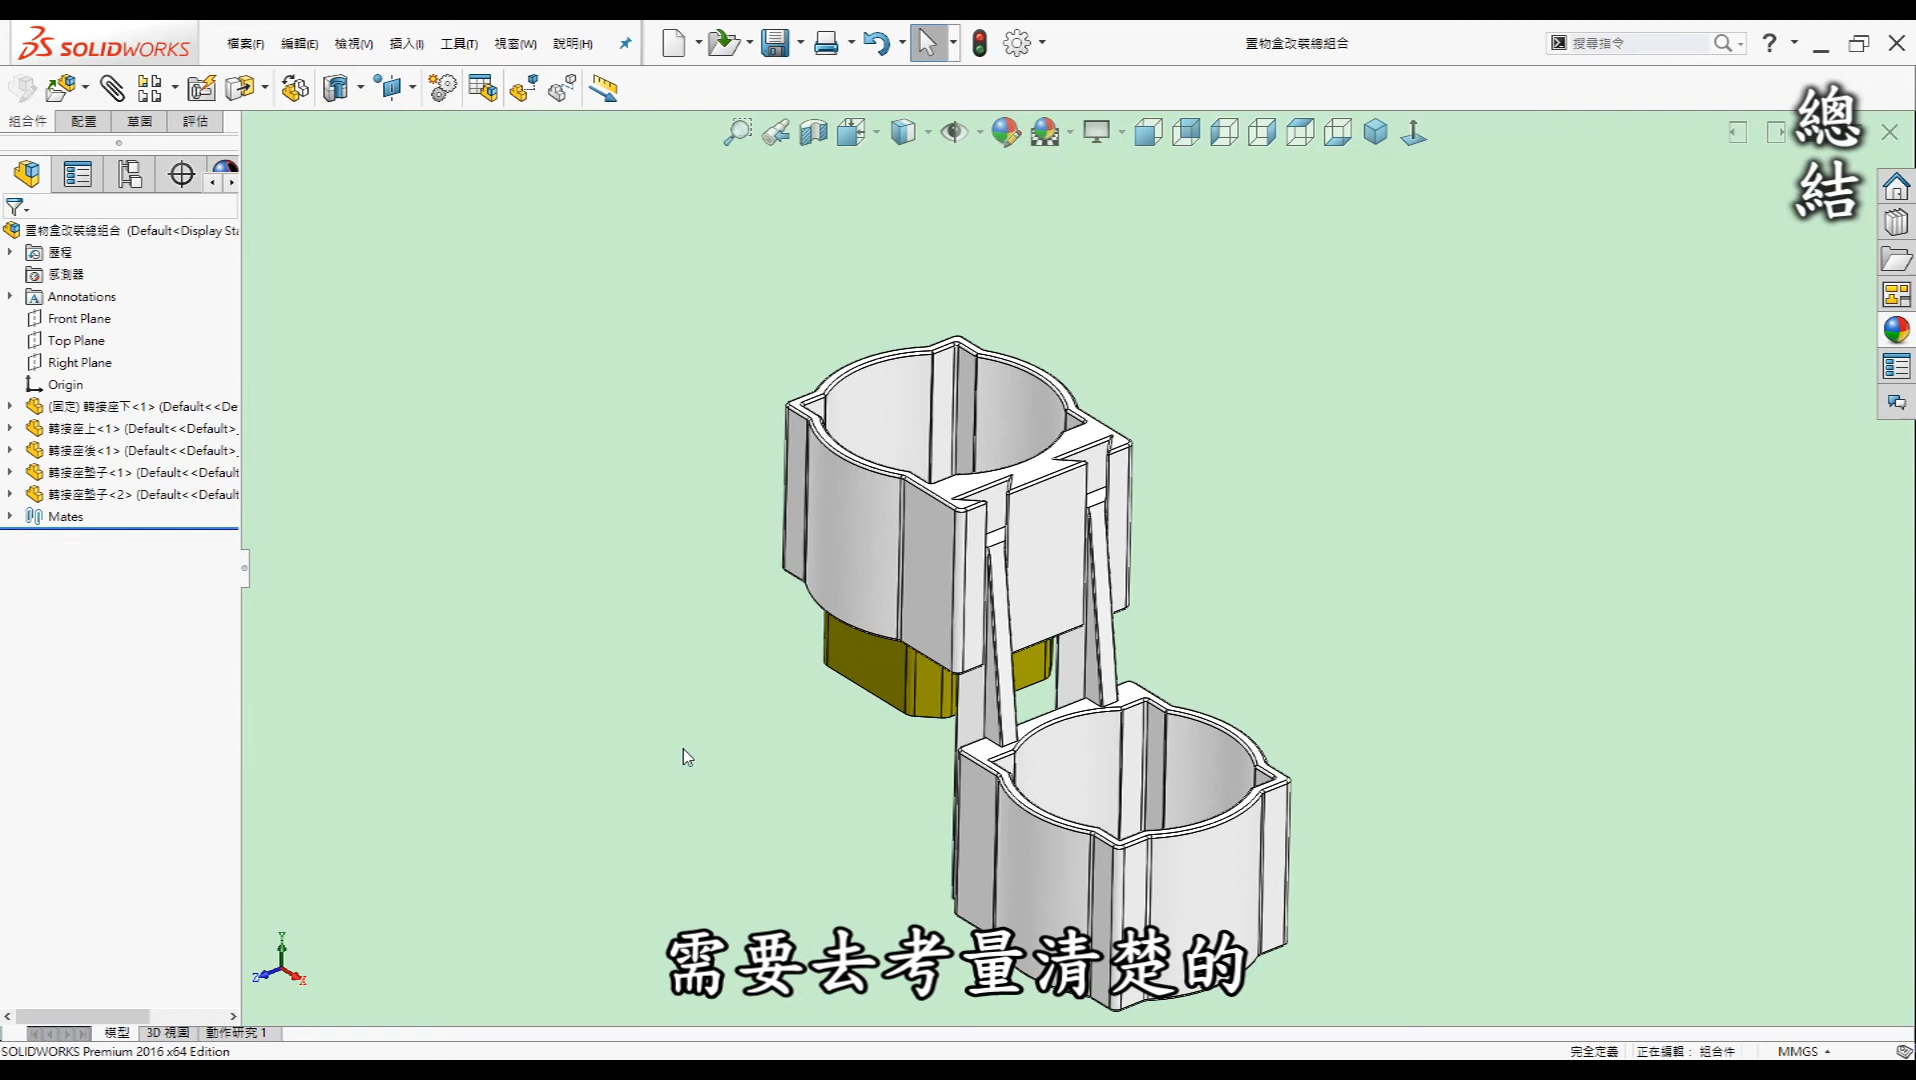 SOLIDWORKS 檔案(F) 編輯(E) 檢視(V) 插入(I) 工具(T) 視窗(W) 說明(H) 置物盒改裝總組合 搜尋指令 ?
總結
組合件 配置 草圖 評估
置物盒改裝總組合 (Default<Display Sta
歷程
感測器
A Annotations
Front Plane
Top Plane
Right Plane
Origin
(固定) 轉接座下<1> (Default<<De
轉接座上<1> (Default<<Default>_
轉接座後<1> (Default<<Default>_
轉接座墊子<1> (Default<<Default
轉接座墊子<2> (Default<<Default
Mates
需要去考量清楚的
Y
Z X
模型 3D 視圖 動作研究 1
SOLIDWORKS Premium 2016 x64 Edition 完全定義 正在編輯： 組合件 MMGS